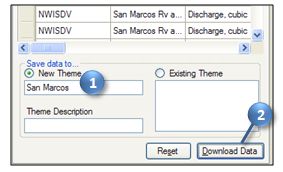 NWISDV San Marcos Rv a... Discharge, cubic
NWISDV San Marcos Rv a... Discharge, cubic.
Save data to...
New Theme Existing Theme
1
San Marcos
Theme Description
2
Reset Download Data